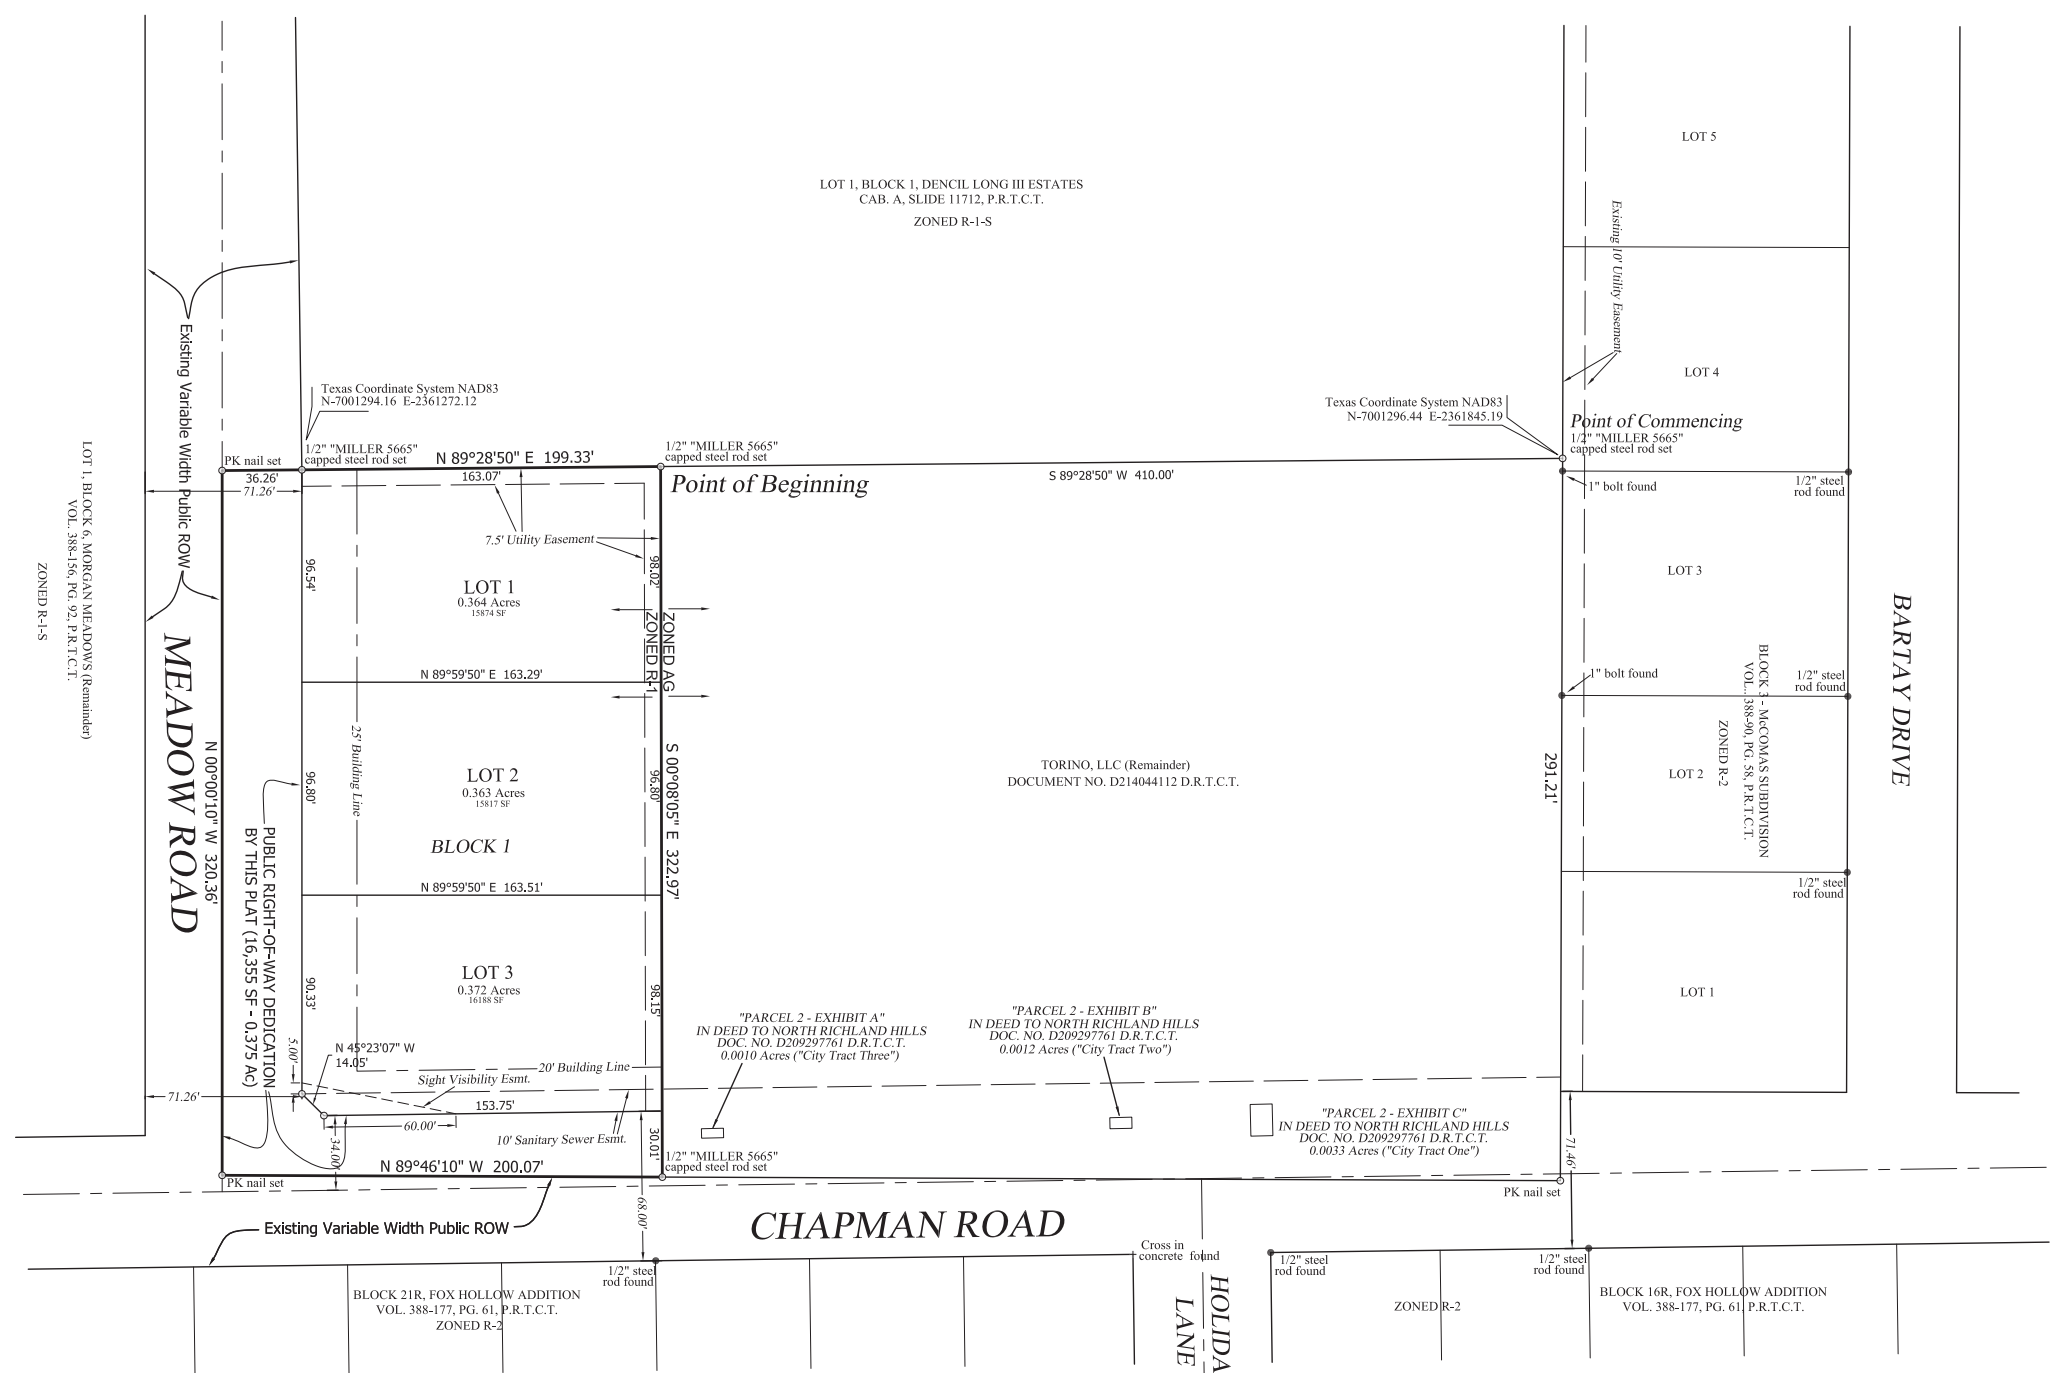 LOT 5
LOT 1, BLOCK 1, DENCIL LONG III ESTATES
CAB. A, SLIDE 11712, P.R.T.C.T.
ZONED R-1-S
Existing 10' Utility Easement
Existing Variable Width Public ROW
LOT 4
Texas Coordinate System NAD83
N-7001294.16 E-2361272.12
Texas Coordinate System NAD83
N-7001296.44 E-2361845.19
Point of Commencing
1/2" "MILLER 5665"
capped steel rod set
PK nail set
1/2" "MILLER 5665"
capped steel rod set
N 89°28'50" E 199.33'
1/2" "MILLER 5665"
capped steel rod set
36.26'
71.26'
163.07'
Point of Beginning
S 89°28'50" W 410.00'
1" bolt found
1/2" steel
rod found
LOT 1, BLOCK 6, MORGAN MEADOWS (Remainder)
VOL. 388-156, PG. 92, P.R.T.C.T.
ZONED R-1-S
7.5' Utility Easement
96.54'
98.02'
LOT 1
0.364 Acres
15874 SF
ZONED AG
ZONED R-1
LOT 3
BARTAY DRIVE
MEADOW ROAD
N 00°00'10" W 320.36'
N 89°59'50" E 163.29'
1" bolt found
1/2" steel
rod found
25' Building Line
BLOCK 3 - McCOMAS SUBDIVISION
VOL. 388-90, PG. 58, P.R.T.C.T.
ZONED R-2
LOT 2
0.363 Acres
15817 SF
96.80'
96.80'
S 00°08'05" E 322.97'
TORINO, LLC (Remainder)
DOCUMENT NO. D214044112 D.R.T.C.T.
291.21'
LOT 2
BLOCK 1
PUBLIC RIGHT-OF-WAY DEDICATION
BY THIS PLAT (16,355 SF - 0.375 Ac)
N 89°59'50" E 163.51'
1/2" steel
rod found
LOT 3
0.372 Acres
16188 SF
90.33'
98.15'
LOT 1
"PARCEL 2 - EXHIBIT A"
IN DEED TO NORTH RICHLAND HILLS
DOC. NO. D209297761 D.R.T.C.T.
0.0010 Acres ("City Tract Three")
"PARCEL 2 - EXHIBIT B"
IN DEED TO NORTH RICHLAND HILLS
DOC. NO. D209297761 D.R.T.C.T.
0.0012 Acres ("City Tract Two")
5.00'
N 45°23'07" W
14.05'
20' Building Line
Sight Visibility Esmt.
71.26'
153.75'
60.00'
34.00'
10' Sanitary Sewer Esmt.
30.01'
"PARCEL 2 - EXHIBIT C"
IN DEED TO NORTH RICHLAND HILLS
DOC. NO. D209297761 D.R.T.C.T.
0.0033 Acres ("City Tract One")
71.46'
N 89°46'10" W 200.07'
1/2" "MILLER 5665"
capped steel rod set
PK nail set
PK nail set
68.00'
Existing Variable Width Public ROW
CHAPMAN ROAD
Cross in
concrete found
1/2" steel
rod found
1/2" steel
rod found
1/2" steel
rod found
BLOCK 21R, FOX HOLLOW ADDITION
VOL. 388-177, PG. 61, P.R.T.C.T.
ZONED R-2
HOLIDA
LANE
ZONED R-2
BLOCK 16R, FOX HOLLOW ADDITION
VOL. 388-177, PG. 61, P.R.T.C.T.